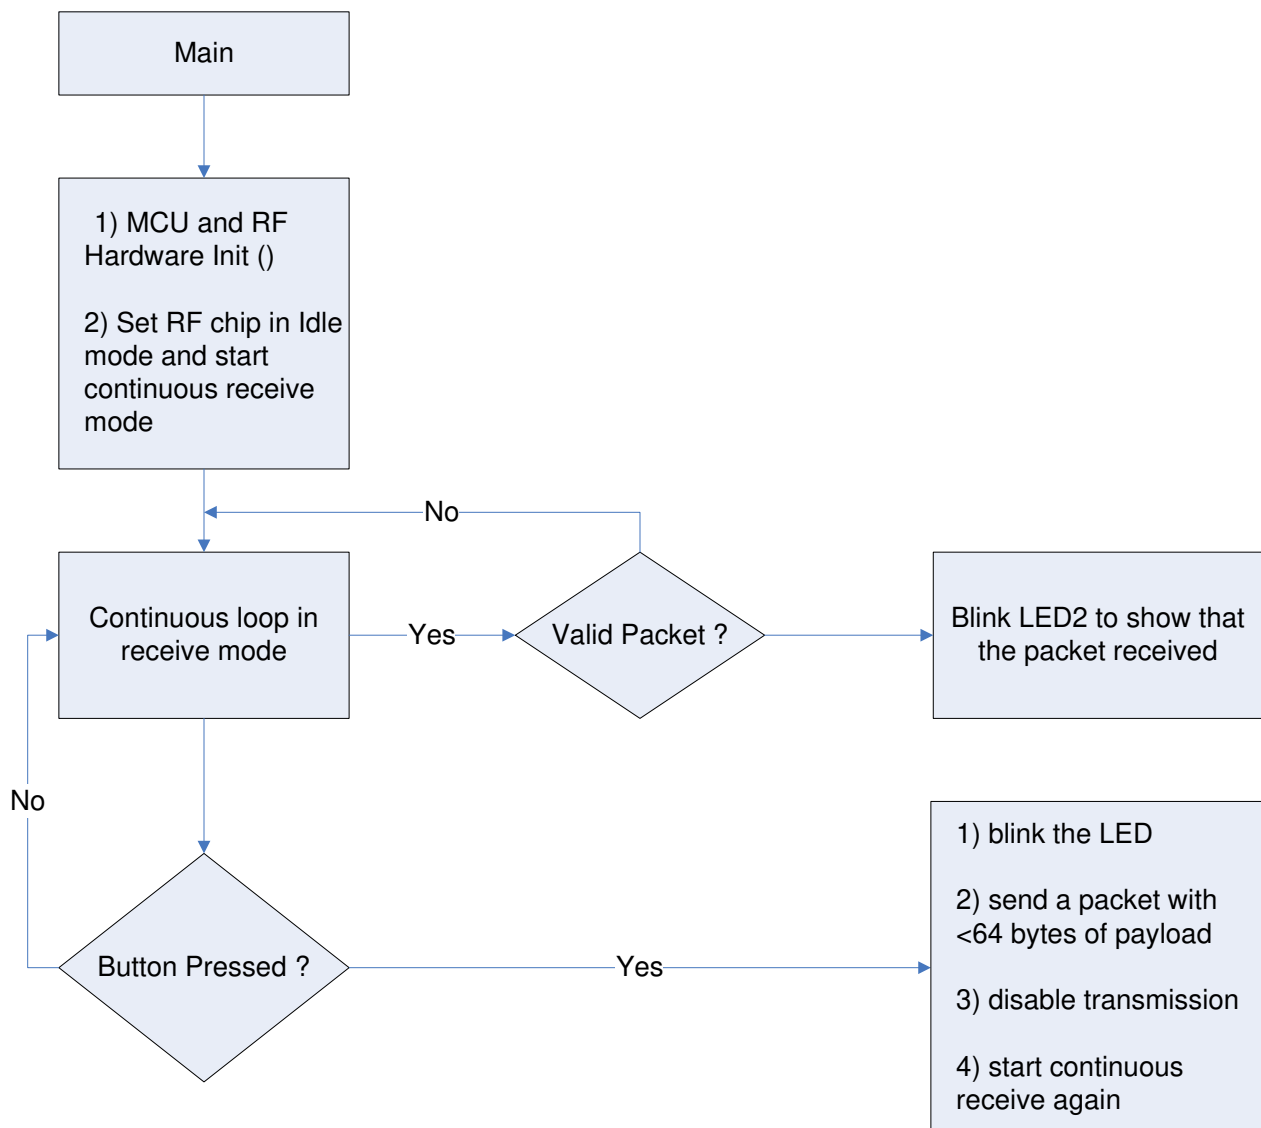 Main
1) MCU and RF
Hardware Init ()
2) Set RF chip in Idle
mode and start
continuous receive
mode
No
Continuous loop in
receive mode
Yes
Valid Packet ?
Blink LED2 to show that
the packet received
No
Button Pressed ?
Yes
1) blink the LED
2) send a packet with
<64 bytes of payload
3) disable transmission
4) start continuous
receive again